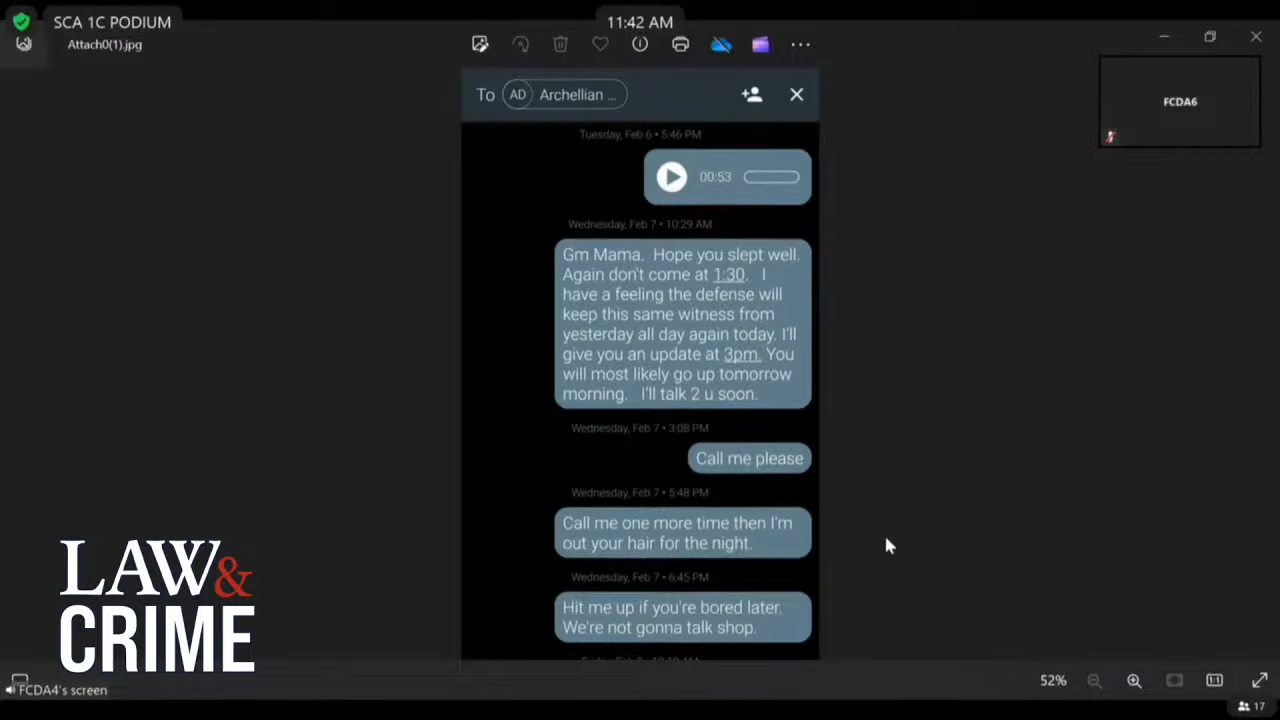 SCA 1C PODIUM
11:42 AM
Attach0(1).jpg
To AD Archellian ...
FCDA6
Tuesday, Feb 6 • 5:46 PM
00:53
Wednesday, Feb 7 • 10:29 AM
Gm Mama.  Hope you slept well.
Again don't come at 1:30.   I
have a feeling the defense will
keep this same witness from
yesterday all day again today. I'll
give you an update at 3pm. You
will most likely go up tomorrow
morning.   I'll talk 2 u soon.
Wednesday, Feb 7 • 3:08 PM
Call me please
Wednesday, Feb 7 • 5:48 PM
Call me one more time then I'm
out your hair for the night.
Wednesday, Feb 7 • 6:45 PM
Hit me up if you're bored later.
We're not gonna talk shop.
LAW&
CRIME
FCDA4's screen
52%
1:1
17